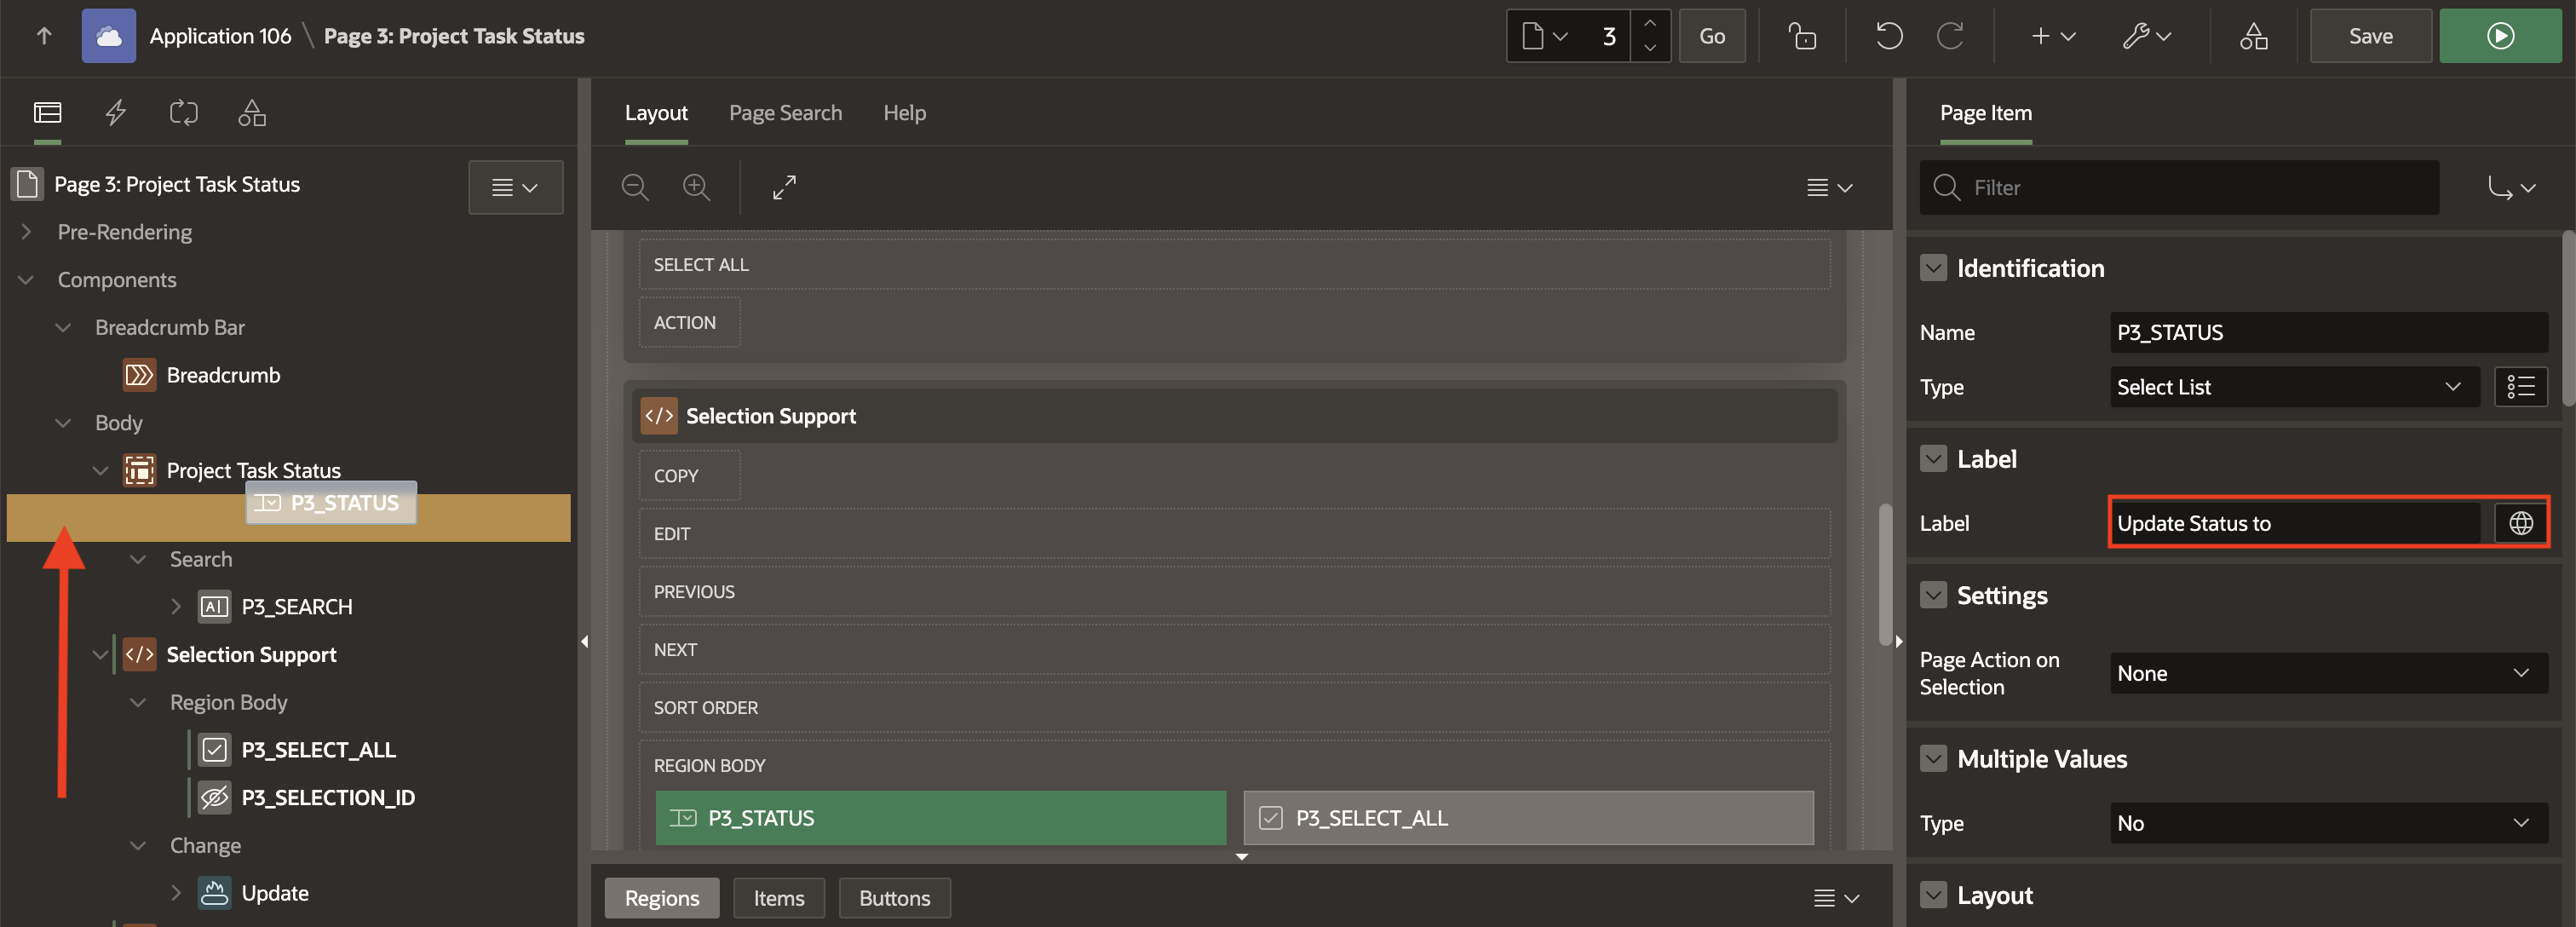 Application 106 \ Page 3: Project Task Status
3
Go
Save
Layout
Page Search
Help
Page Item
Page 3: Project Task Status
Filter
Pre-Rendering
Components
Breadcrumb Bar
Breadcrumb
Body
Project Task Status
P3_STATUS
Search
P3_SEARCH
Selection Support
Region Body
P3_SELECT_ALL
P3_SELECTION_ID
Change
Update
SELECT ALL
ACTION
Selection Support
COPY
EDIT
PREVIOUS
NEXT
SORT ORDER
REGION BODY
P3_STATUS
P3_SELECT_ALL
Regions
Items
Buttons
Identification
Name
P3_STATUS
Type
Select List
Label
Label
Update Status to
Settings
Page Action on
Selection
None
Multiple Values
Type
No
Layout